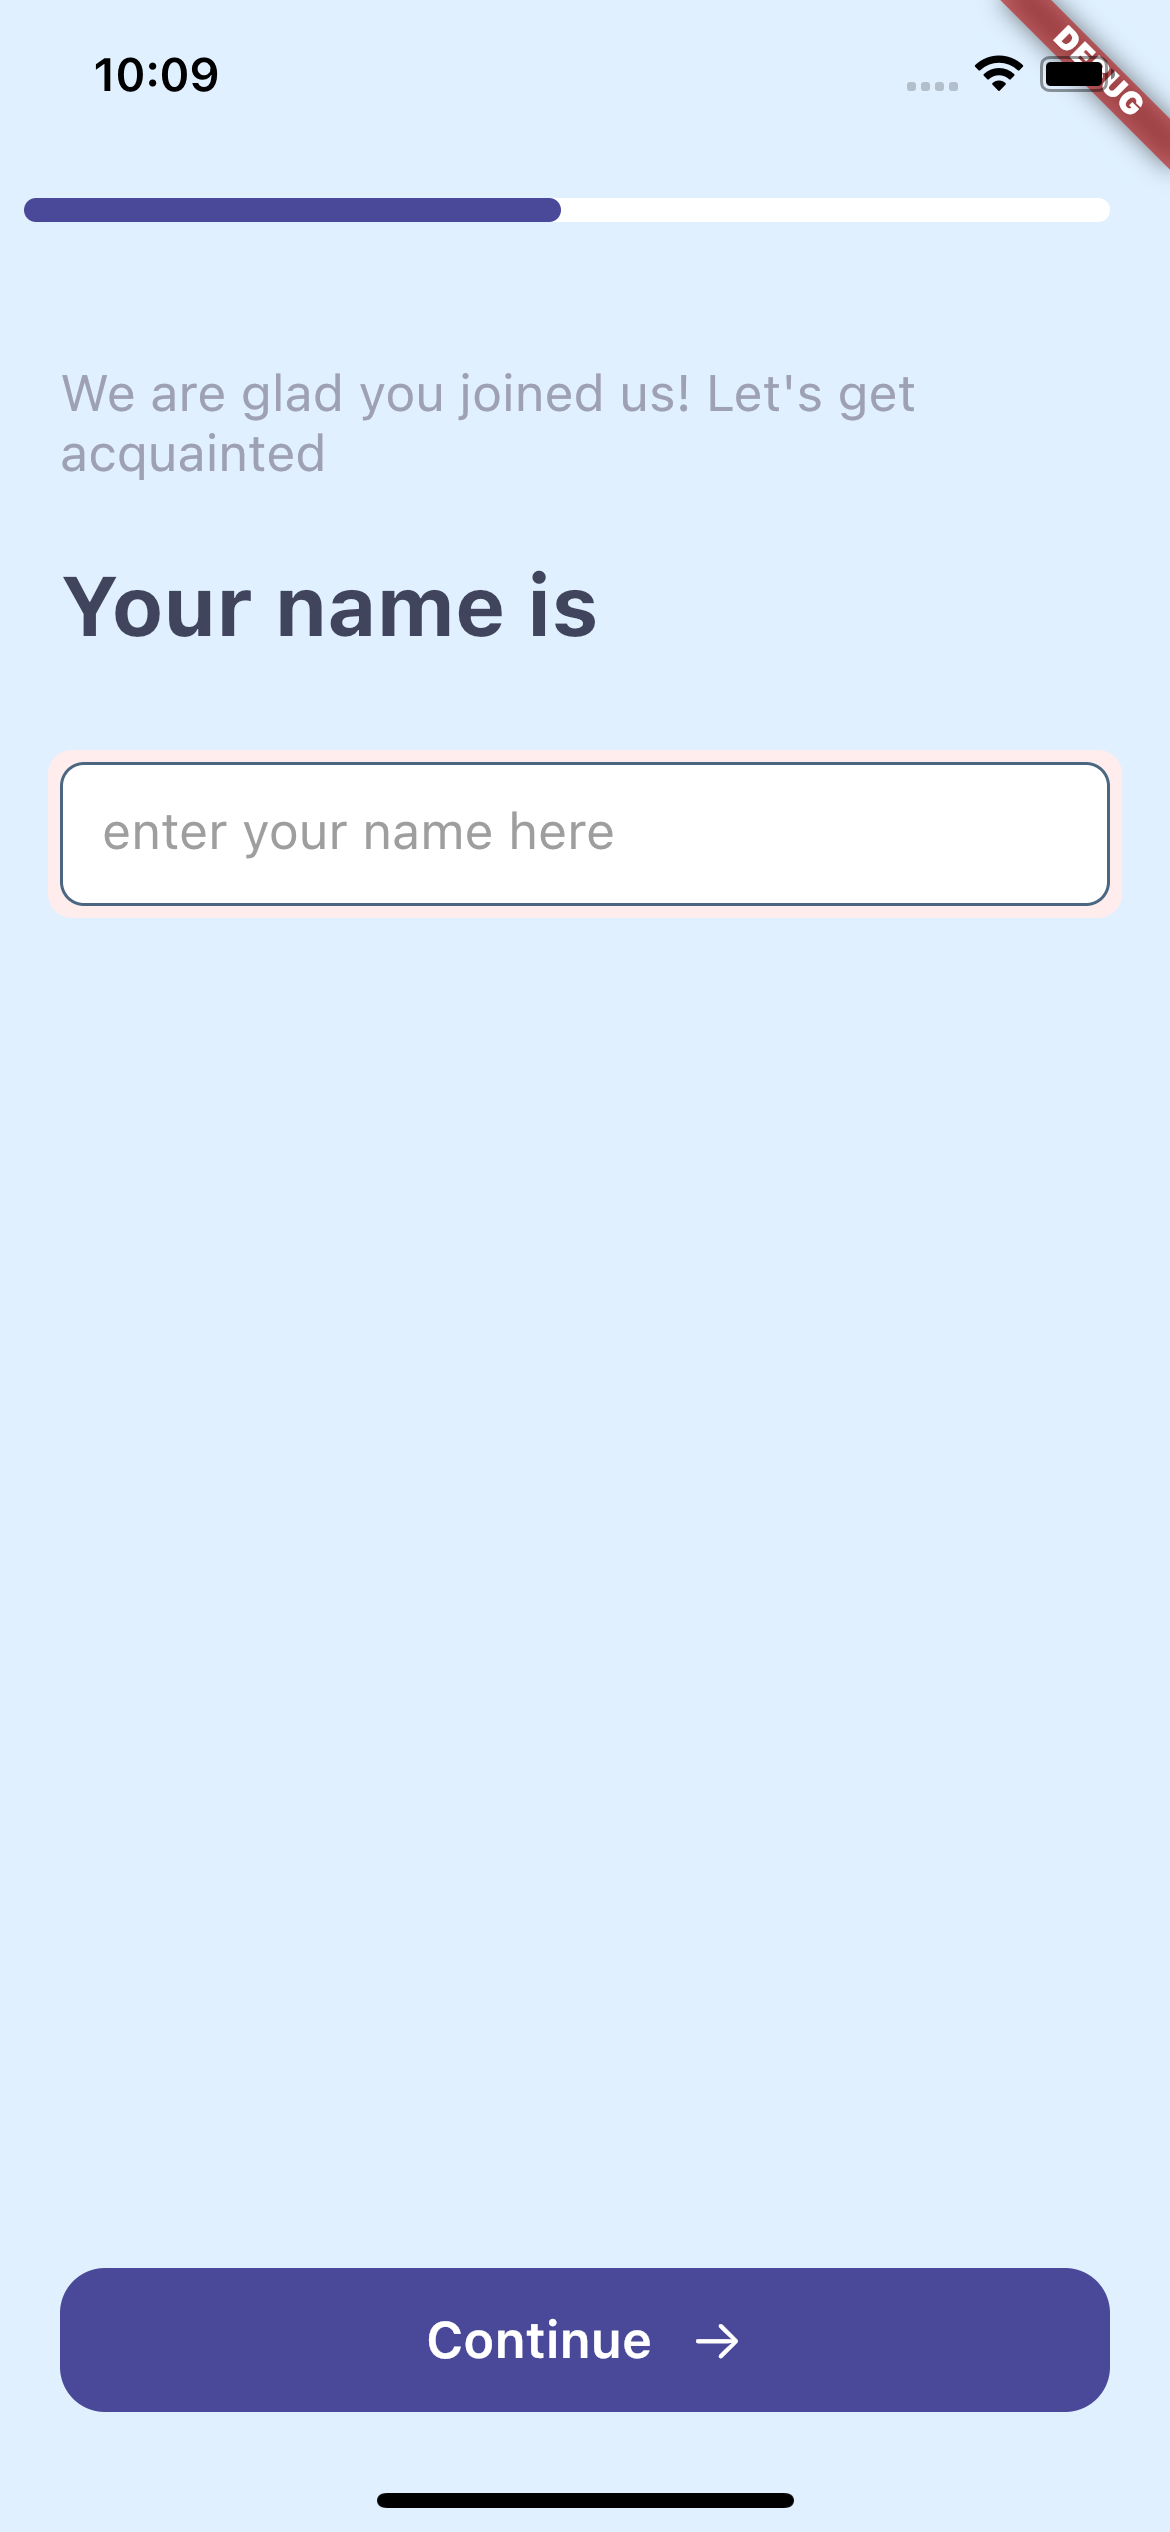 10:09
DEBUG
We are glad you joined us! Let's get
acquainted
Your name is
enter your name here
Continue →